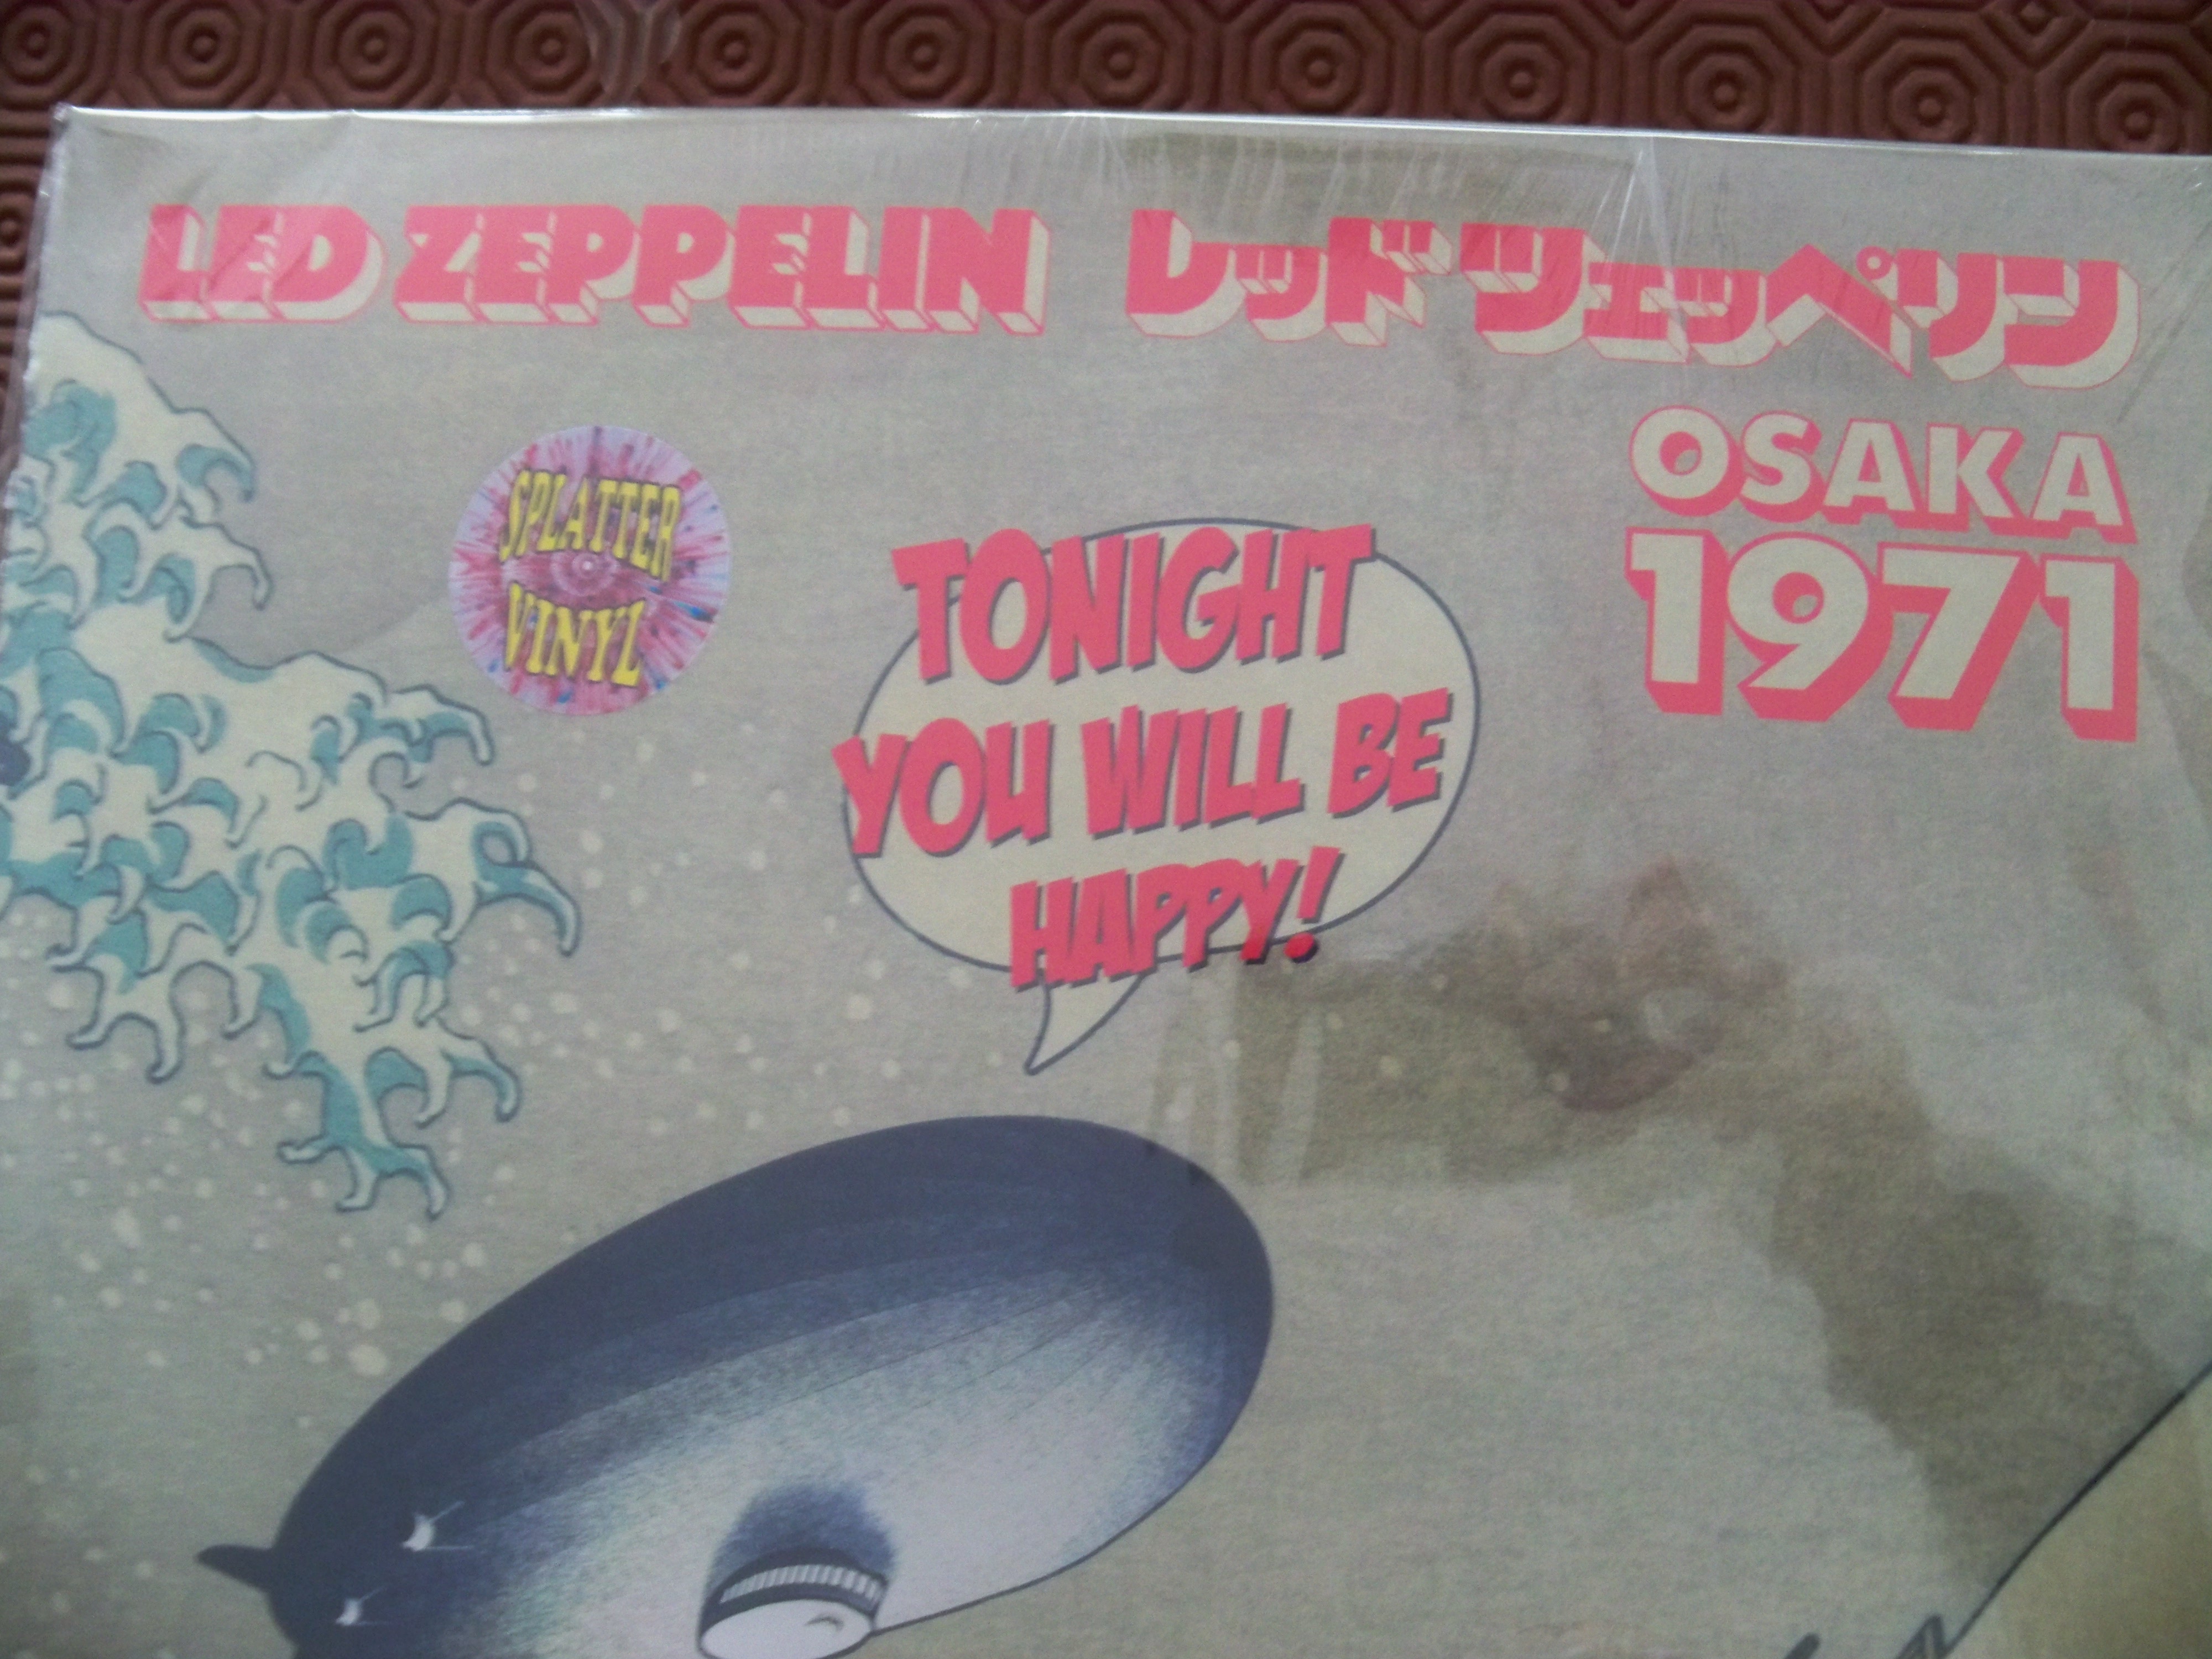 LED ZEPPELIN レッド ツェッペリン
OSAKA
1971
SPLATTER
VINYL
TONIGHT
YOU WILL BE
HAPPY!